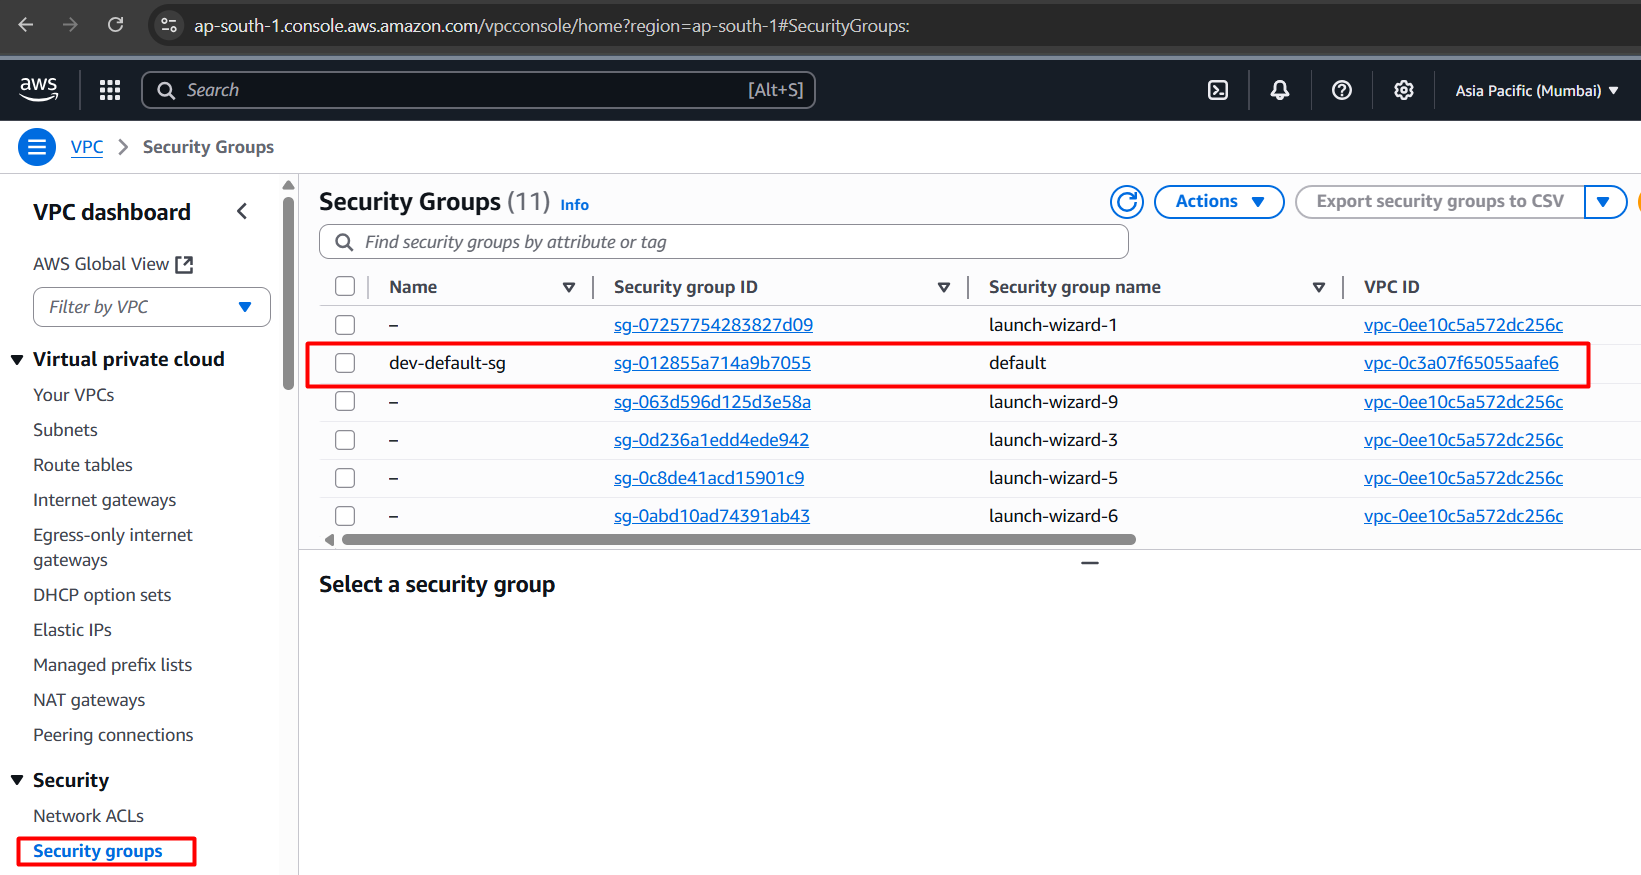 ap-south-1.console.aws.amazon.com/vpcconsole/home?region=ap-south-1#SecurityGroups:
aws
Search
[Alt+S]
Asia Pacific (Mumbai)
VPC
Security Groups
VPC dashboard
AWS Global View
Filter by VPC
Virtual private cloud
Your VPCs
Subnets
Route tables
Internet gateways
Egress-only internet
gateways
DHCP option sets
Elastic IPs
Managed prefix lists
NAT gateways
Peering connections
Security
Network ACLs
Security groups
Security Groups (11) Info
Actions
Export security groups to CSV
Find security groups by attribute or tag
Name Security group ID Security group name VPC ID
– sg-07257754283827d09 launch-wizard-1 vpc-0ee10c5a572dc256c
dev-default-sg sg-012855a714a9b7055 default vpc-0c3a07f65055aafe6
– sg-063d596d125d3e58a launch-wizard-9 vpc-0ee10c5a572dc256c
– sg-0d236a1edd4ede942 launch-wizard-3 vpc-0ee10c5a572dc256c
– sg-0c8de41acd15901c9 launch-wizard-5 vpc-0ee10c5a572dc256c
– sg-0abd10ad74391ab43 launch-wizard-6 vpc-0ee10c5a572dc256c
Select a security group